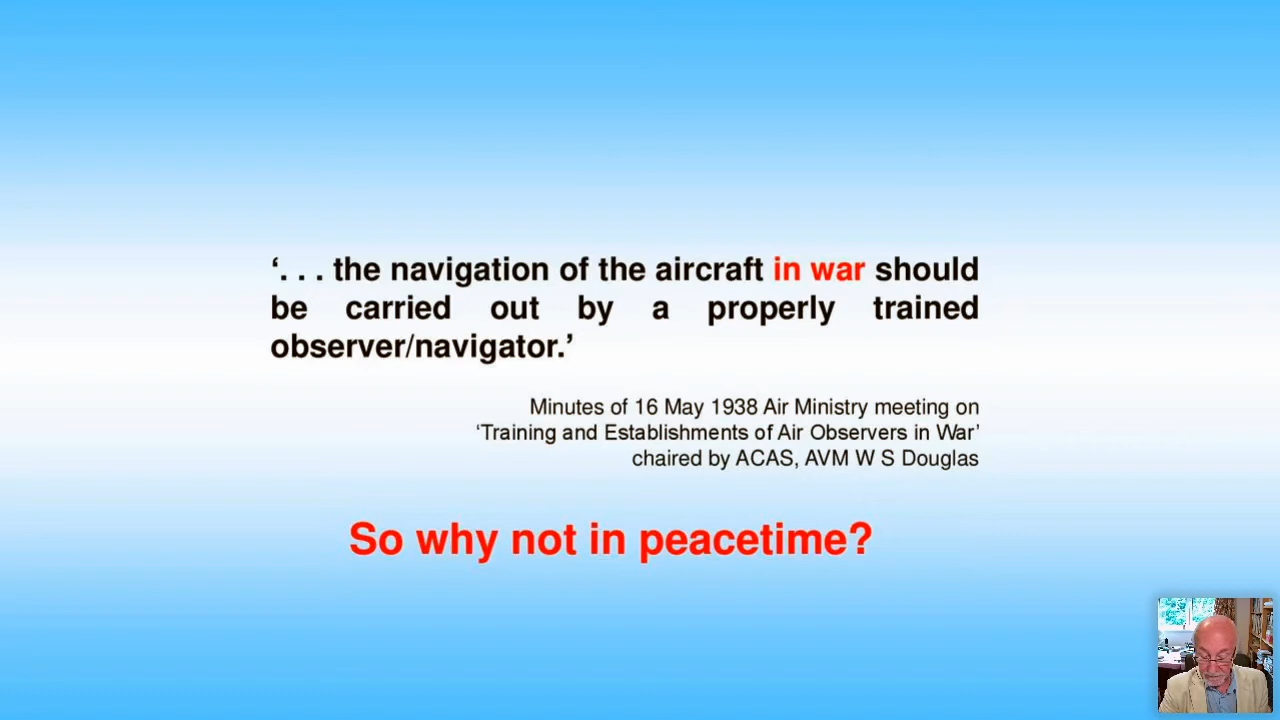 ‘. . . the navigation of the aircraft in war should
be carried out by a properly trained
observer/navigator.’
Minutes of 16 May 1938 Air Ministry meeting on
‘Training and Establishments of Air Observers in War’
chaired by ACAS, AVM W S Douglas
So why not in peacetime?